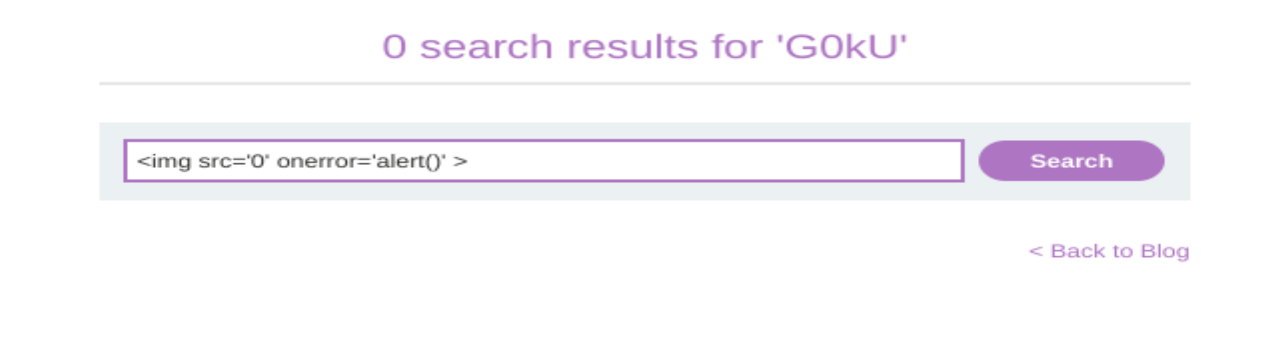 0 search results for 'G0kU'
<img src='0' onerror='alert()' >
Search
< Back to Blog